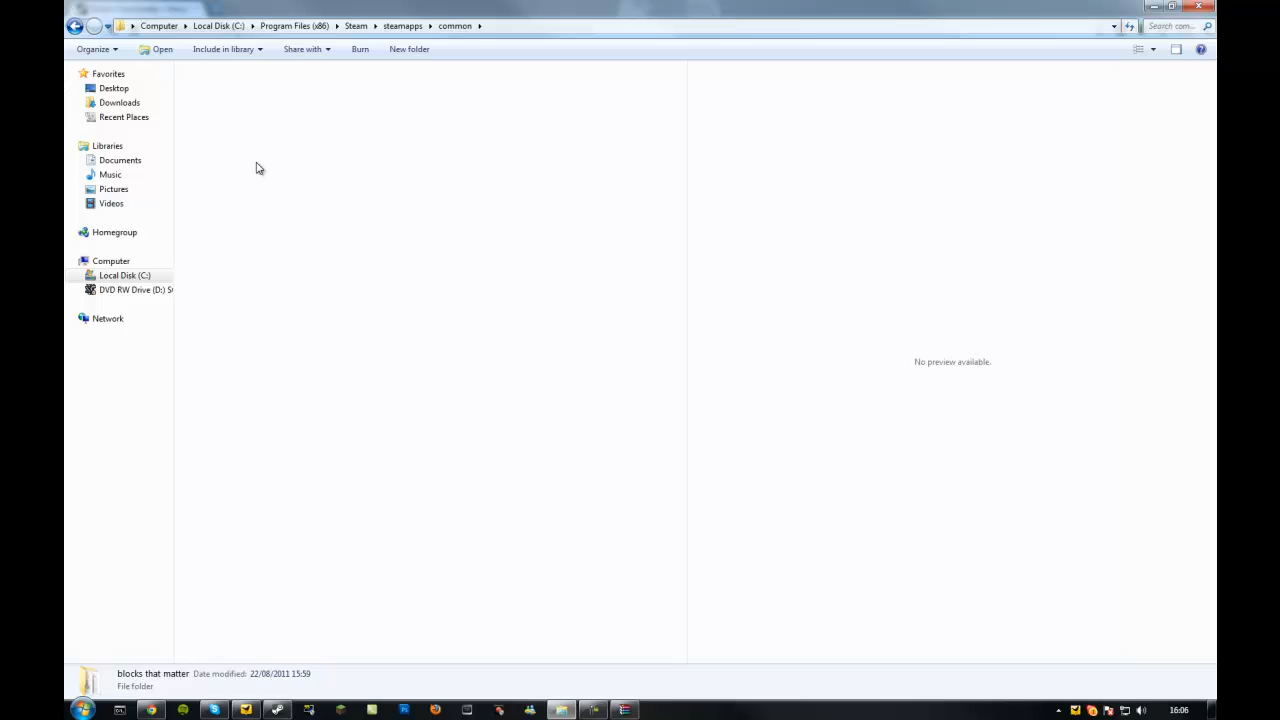 Computer Local Disk (C:) Program Files (x86) Steam steamapps common Search com...
Organize Open Include in library Share with Burn New folder
Favorites
Desktop
Downloads
Recent Places
Libraries
Documents
Music
Pictures
Videos
Homegroup
Computer
Local Disk (C:)
DVD RW Drive (D:)
Network
No preview available.
blocks that matter Date modified: 22/08/2011 15:59
File folder
16:06